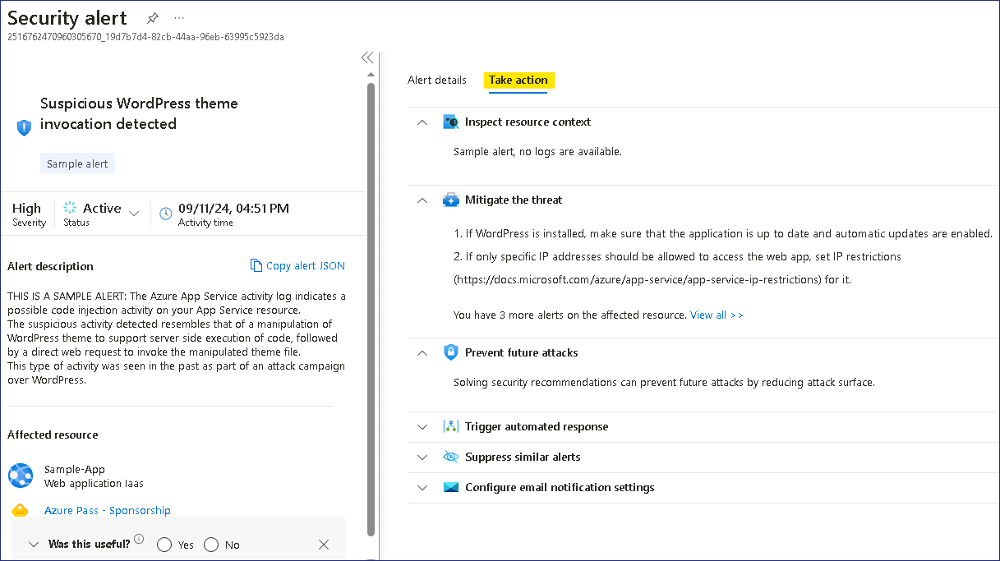 Security alert
...
2516762470960305670_19d7b7d4-82cb-44aa-96eb-63995c5923da
Suspicious WordPress theme
invocation detected
Sample alert
High
Severity
Active
Status
09/11/24, 04:51 PM
Activity time
Alert description
Copy alert JSON
THIS IS A SAMPLE ALERT: The Azure App Service activity log indicates a
possible code injection activity on your App Service resource.
The suspicious activity detected resembles that of a manipulation of
WordPress theme to support server side execution of code, followed
by a direct web request to invoke the manipulated theme file.
This type of activity was seen in the past as part of an attack campaign
over WordPress.
Affected resource
Sample-App
Web application Iaas
Azure Pass - Sponsorship
Was this useful?
Yes
No
Alert details
Take action
Inspect resource context
Sample alert, no logs are available.
Mitigate the threat
1. If WordPress is installed, make sure that the application is up to date and automatic updates are enabled.
2. If only specific IP addresses should be allowed to access the web app, set IP restrictions
(https://docs.microsoft.com/azure/app-service/app-service-ip-restrictions) for it.
You have 3 more alerts on the affected resource. View all >>
Prevent future attacks
Solving security recommendations can prevent future attacks by reducing attack surface.
Trigger automated response
Suppress similar alerts
Configure email notification settings